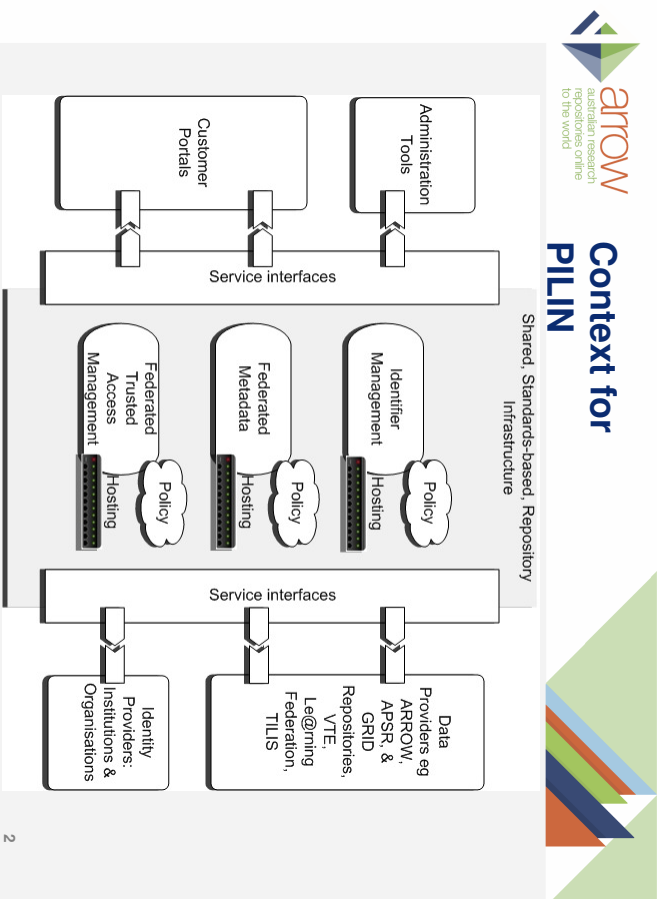 arrow
australian research
repositories online
to the world
Context for
PILIN
Shared, Standards-based, Repository
Infrastructure
Administration
Tools
Customer
Portals
Service interfaces
Identifier
Management
Policy
Hosting
Federated
Metadata
Policy
Hosting
Federated
Trusted
Access
Management
Policy
Hosting
Service interfaces
Data
Providers eg
ARROW,
APSR, &
GRID
Repositories,
VTE,
Le@rning
Federation,
TILIS
Identity
Providers:
Institutions &
Organisations
2